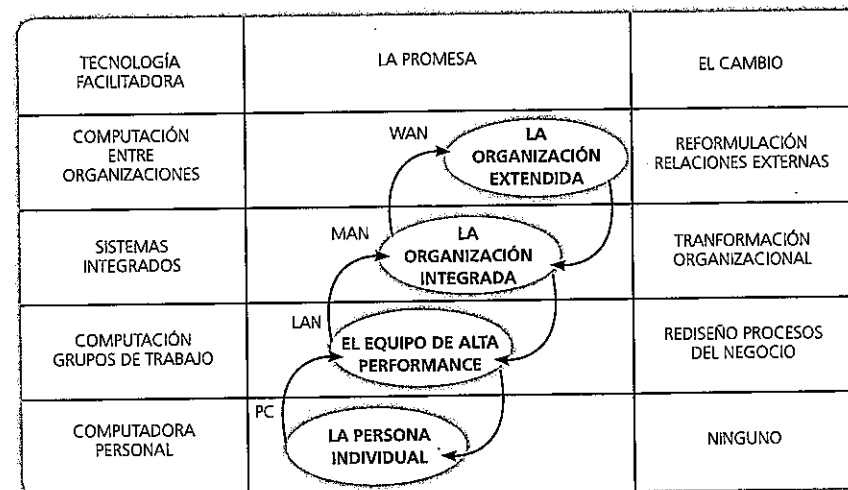 TECNOLOGÍA
FACILITADORA
LA PROMESA
EL CAMBIO
COMPUTACIÓN
ENTRE
ORGANIZACIONES
WAN
LA
ORGANIZACIÓN
EXTENDIDA
REFORMULACIÓN
RELACIONES EXTERNAS
SISTEMAS
INTEGRADOS
MAN
LA
ORGANIZACIÓN
INTEGRADA
TRANFORMACIÓN
ORGANIZACIONAL
COMPUTACIÓN
GRUPOS DE TRABAJO
LAN
EL EQUIPO DE ALTA
PERFORMANCE
REDISEÑO PROCESOS
DEL NEGOCIO
COMPUTADORA
PERSONAL
PC
LA PERSONA
INDIVIDUAL
NINGUNO